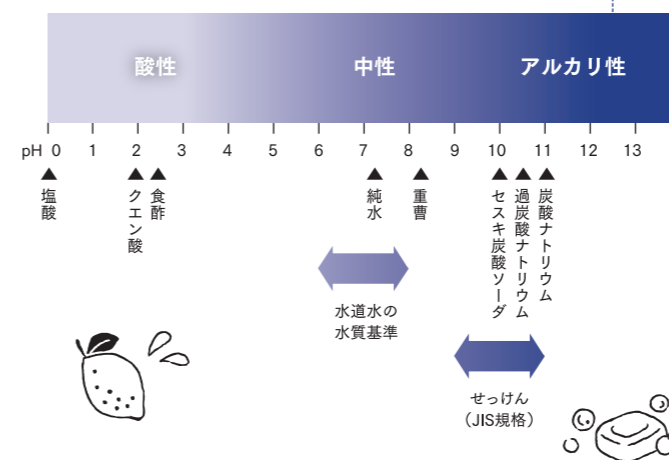 酸性
中性
アルカリ性
pH 0 1 2 3 4 5 6 7 8 9 10 11 12 13
塩酸
クエン酸
食酢
純水
重曹
セスキ炭酸ソーダ
過炭酸ナトリウム
炭酸ナトリウム
水道水の
水質基準
せっけん
（JIS規格）